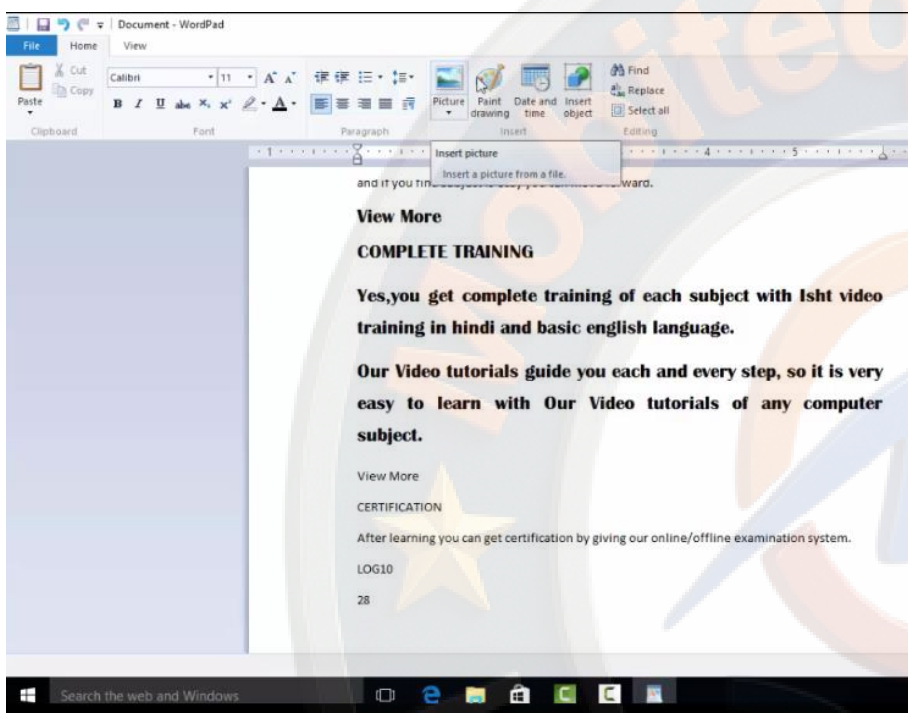 Document - WordPad
File Home View
Paste Cut Copy Calibri 11 Picture Paint drawing Date and time Insert object Find Replace Select all
Clipboard Font Paragraph Insert Editing
Insert picture
Insert a picture from a file.
and if you ward.
View More
COMPLETE TRAINING
Yes,you get complete training of each subject with Isht video
training in hindi and basic english language.
Our Video tutorials guide you each and every step, so it is very
easy to learn with Our Video tutorials of any computer
subject.
View More
CERTIFICATION
After learning you can get certification by giving our online/offline examination system.
LOG10
28
Search the web and Windows